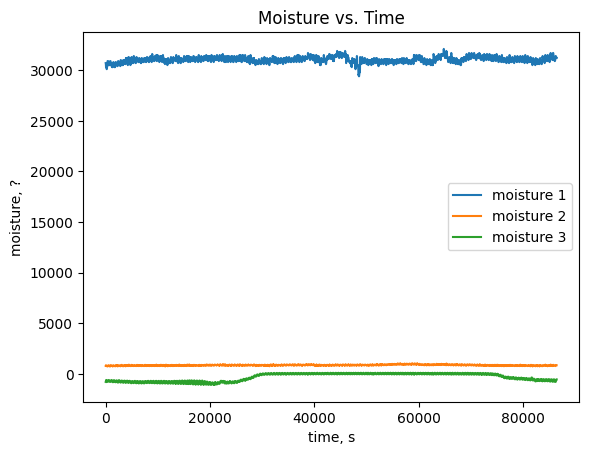 Moisture vs. Time
30000
25000
20000
15000
10000
5000
0
moisture, ?
moisture 1
moisture 2
moisture 3
0 20000 40000 60000 80000
time, s